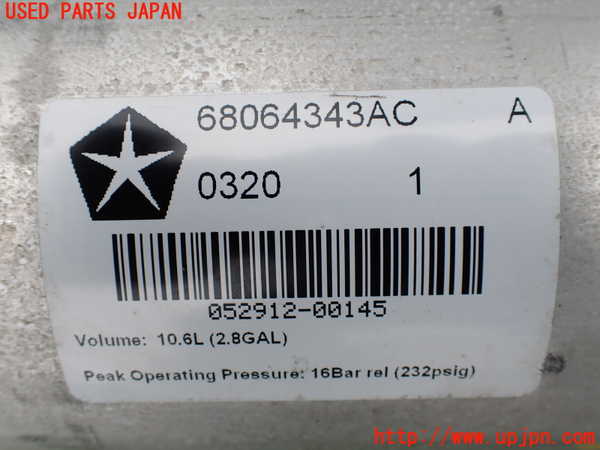 USED PARTS JAPAN
68064343AC A
0320 1
052912-00145
Volume: 10.6L (2.8GAL)
Peak Operating Pressure: 16Bar rel (232psig)
http://www.upjpn.com/